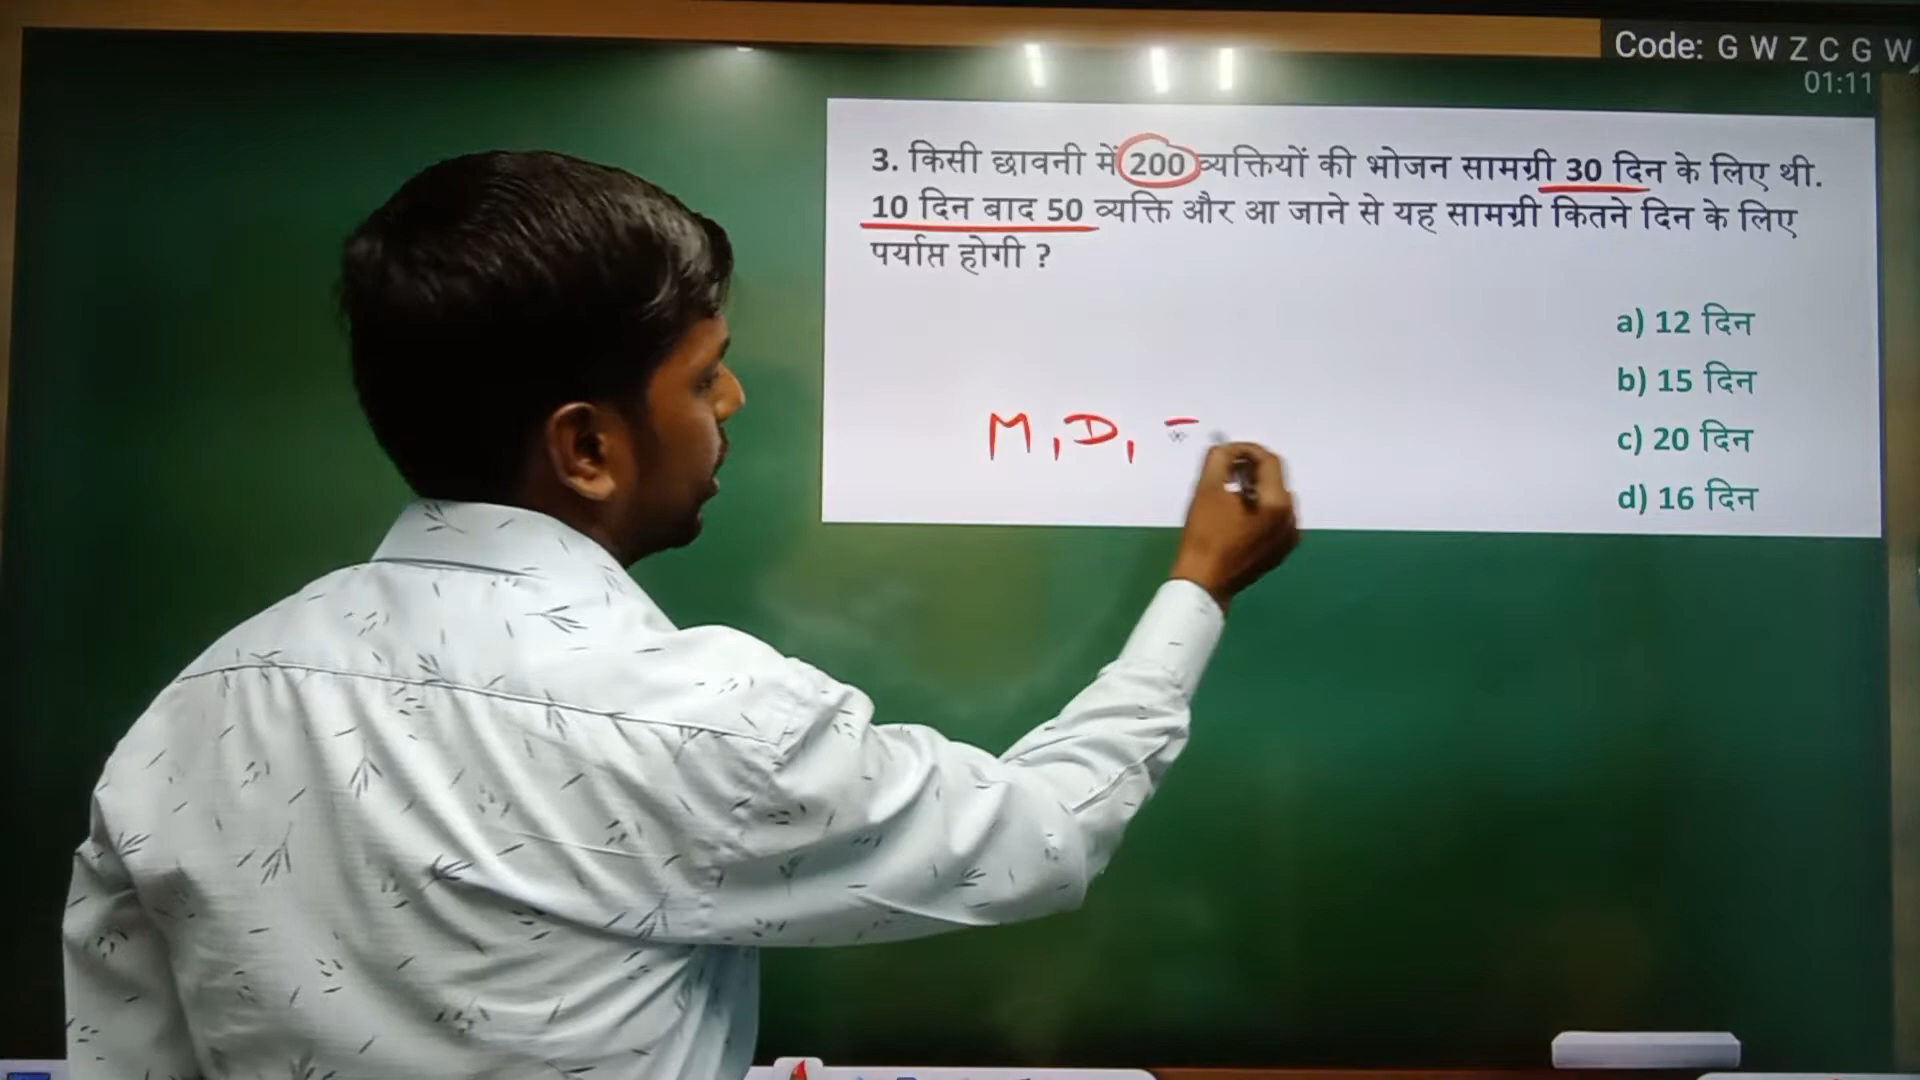 Code: G W Z C G W
01:11
3. किसी छावनी में 200 व्यक्तियों की भोजन सामग्री 30 दिन के लिए थी.
10 दिन बाद 50 व्यक्ति और आ जाने से यह सामग्री कितने दिन के लिए
पर्याप्त होगी ?
a) 12 दिन
b) 15 दिन
c) 20 दिन
d) 16 दिन
M₁D₁ =